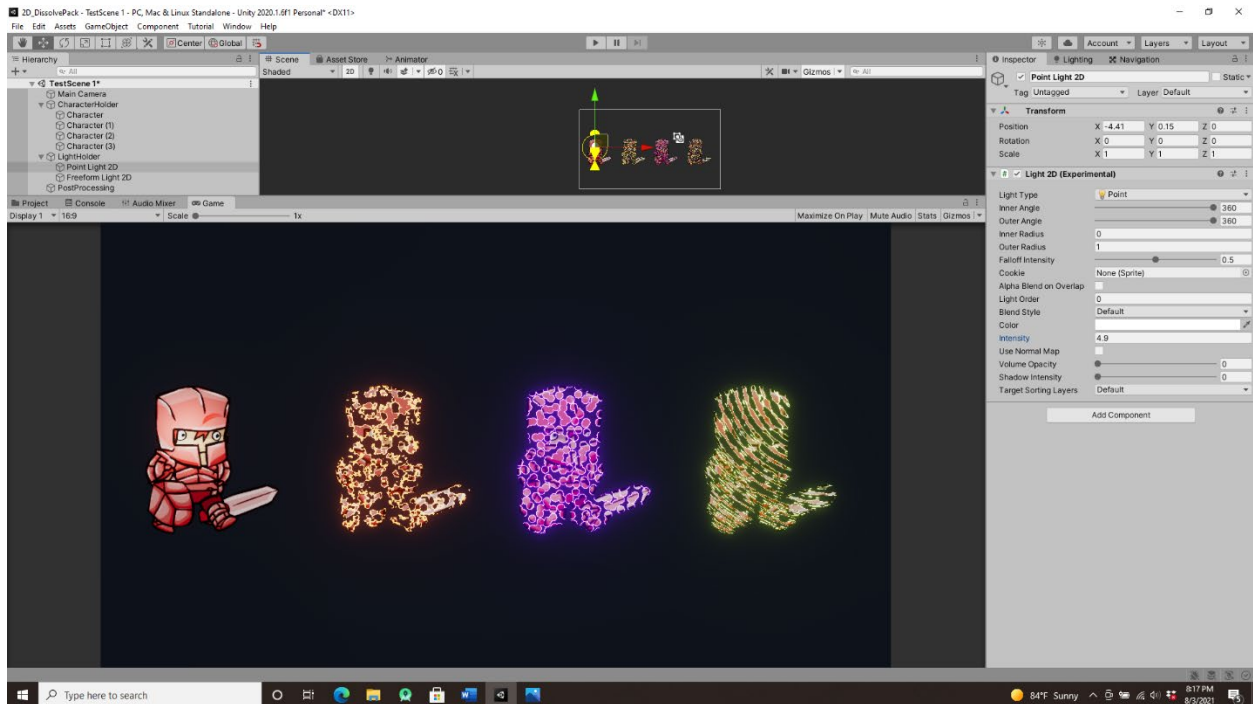 2D_DissolvePack - TestScene 1 - PC, Mac & Linux Standalone - Unity 2020.1.6f1 Personal* <DX11>
File Edit Assets GameObject Component Tutorial Window Help
Center Global
Account Layers Layout
Hierarchy
All
TestScene 1*
Main Camera
CharacterHolder
Character
Character (1)
Character (2)
Character (3)
LightHolder
Point Light 2D
Freeform Light 2D
PostProcessing
Scene Asset Store Animator
Shaded 2D 0 Gizmos All
Project Console Audio Mixer Game
Display 1 16:9 Scale 1x Maximize On Play Mute Audio Stats Gizmos
Inspector Lighting Navigation
Point Light 2D Static
Tag Untagged Layer Default
Transform
Position X -4.41 Y 0.15 Z 0
Rotation X 0 Y 0 Z 0
Scale X 1 Y 1 Z 1
Light 2D (Experimental)
Light Type Point
Inner Angle 360
Outer Angle 360
Inner Radius 0
Outer Radius 1
Falloff Intensity 0.5
Cookie None (Sprite)
Alpha Blend on Overlap
Light Order 0
Blend Style Default
Color
Intensity 4.9
Use Normal Map
Volume Opacity 0
Shadow Intensity 0
Target Sorting Layers Default
Add Component
Type here to search
84°F Sunny
8:17 PM
8/3/2021